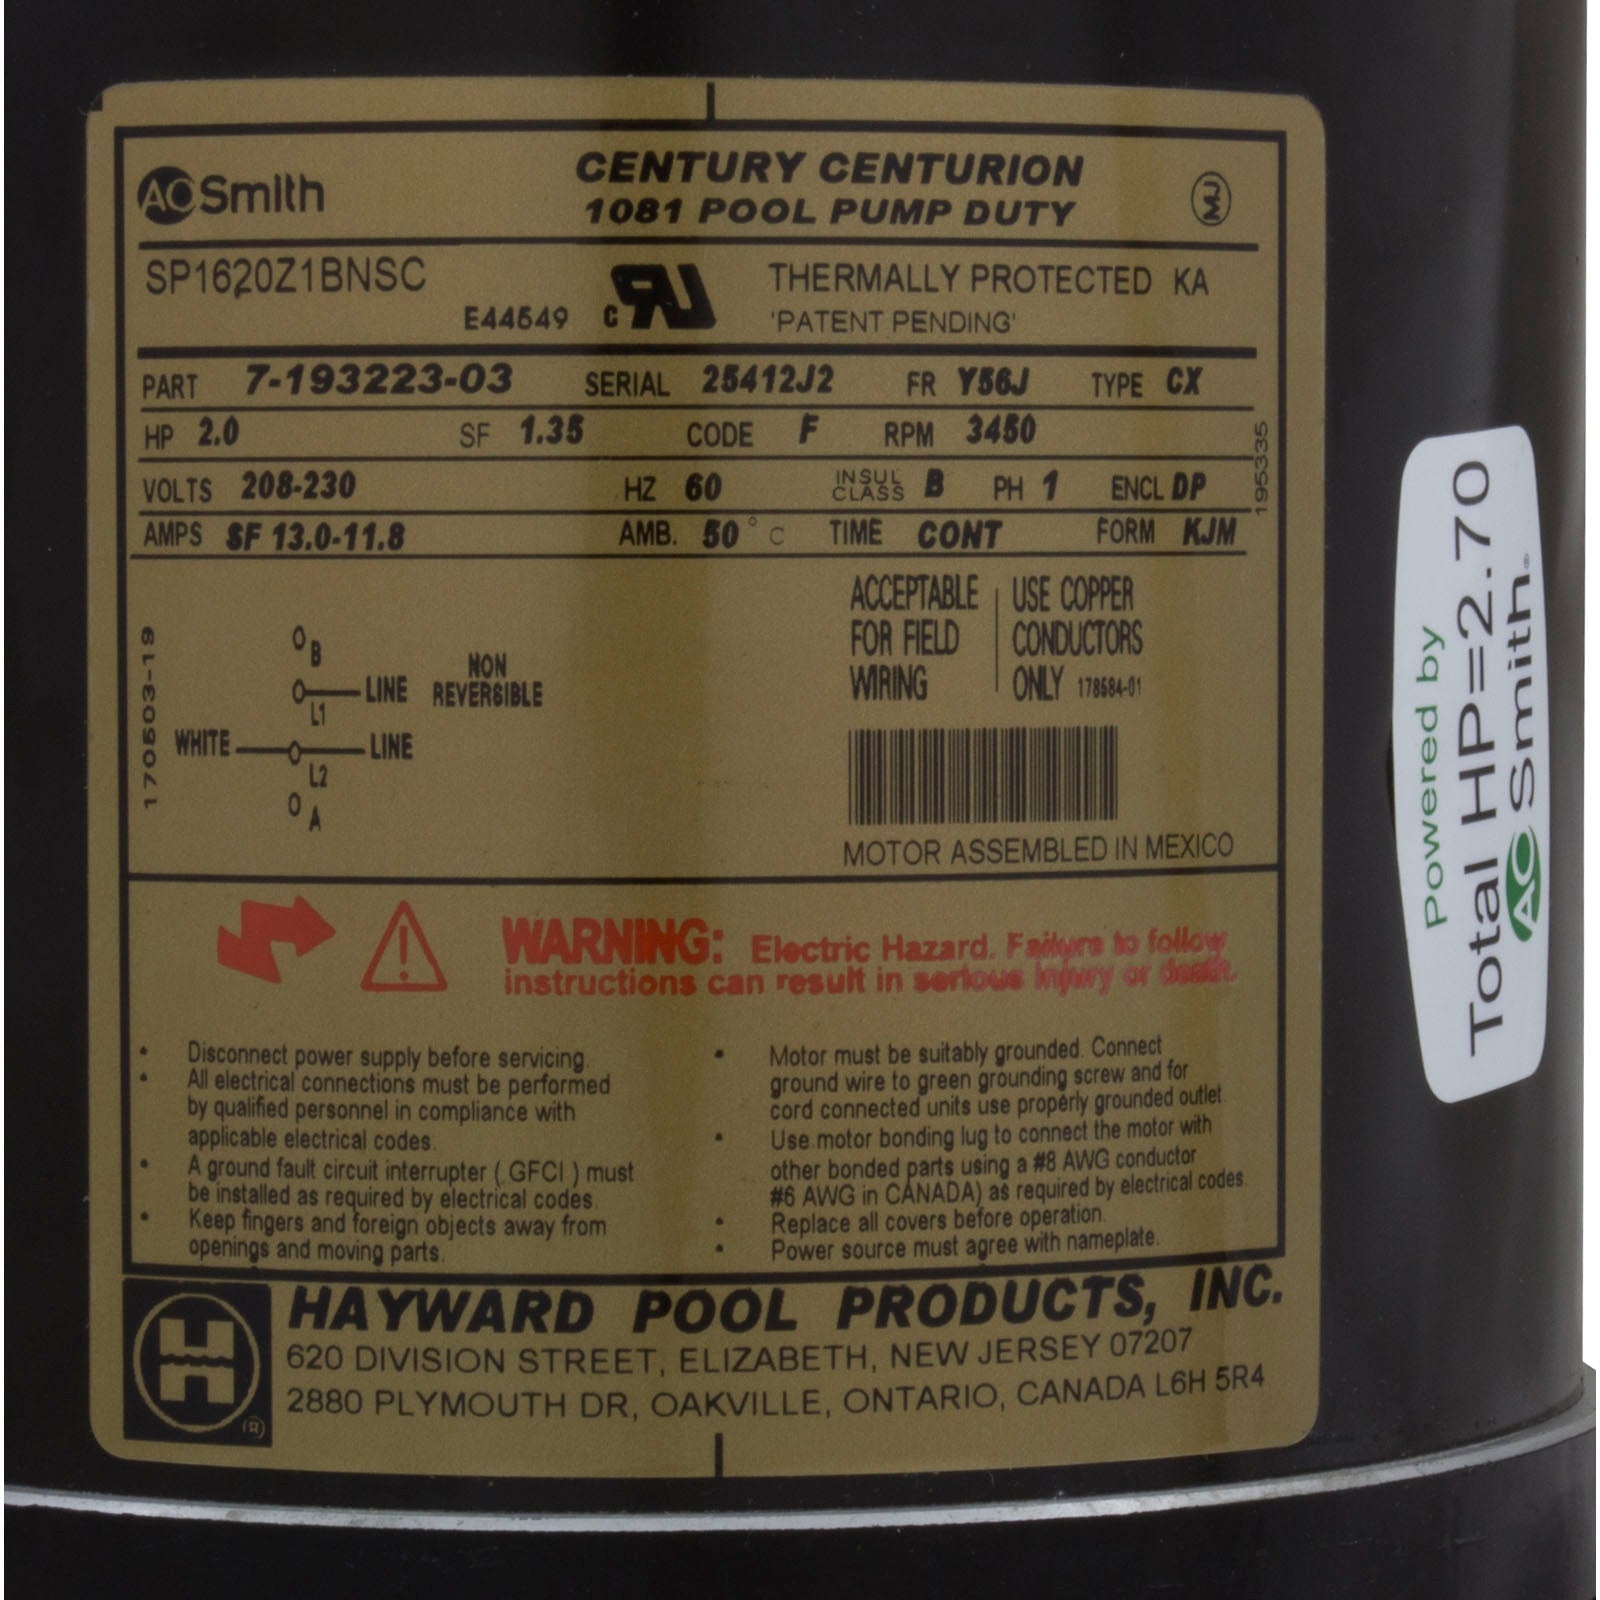 AOSmith
CENTURY CENTURION
1081 POOL PUMP DUTY
SP1620Z1BNSC
E44549
THERMALLY PROTECTED KA
'PATENT PENDING'
PART 7-193223-03 SERIAL 25412J2 FR Y56J TYPE CX
HP 2.0 SF 1.35 CODE F RPM 3450
VOLTS 208-230 HZ 60 INSUL CLASS B PH 1 ENCL DP
AMPS SF 13.0-11.8 AMB. 50° C TIME CONT FORM KJM
195335
170503-19
B
LINE
L1
NON
REVERSIBLE
WHITE LINE
L2
A
ACCEPTABLE
FOR FIELD
WIRING
USE COPPER
CONDUCTORS
ONLY 178584-01
MOTOR ASSEMBLED IN MEXICO
WARNING: Electric Hazard. Failure to follow
instructions can result in serious injury or death.
• Disconnect power supply before servicing.
• All electrical connections must be performed
by qualified personnel in compliance with
applicable electrical codes.
• A ground fault circuit interrupter ( GFCI ) must
be installed as required by electrical codes.
• Keep fingers and foreign objects away from
openings and moving parts.
• Motor must be suitably grounded. Connect
ground wire to green grounding screw and for
cord connected units use properly grounded outlet.
• Use motor bonding lug to connect the motor with
other bonded parts using a #8 AWG conductor
#6 AWG in CANADA) as required by electrical codes.
• Replace all covers before operation.
• Power source must agree with nameplate.
HAYWARD POOL PRODUCTS, INC.
620 DIVISION STREET, ELIZABETH, NEW JERSEY 07207
2880 PLYMOUTH DR, OAKVILLE, ONTARIO, CANADA L6H 5R4
H
®
Powered by
Total HP=2.70
AOSmith®